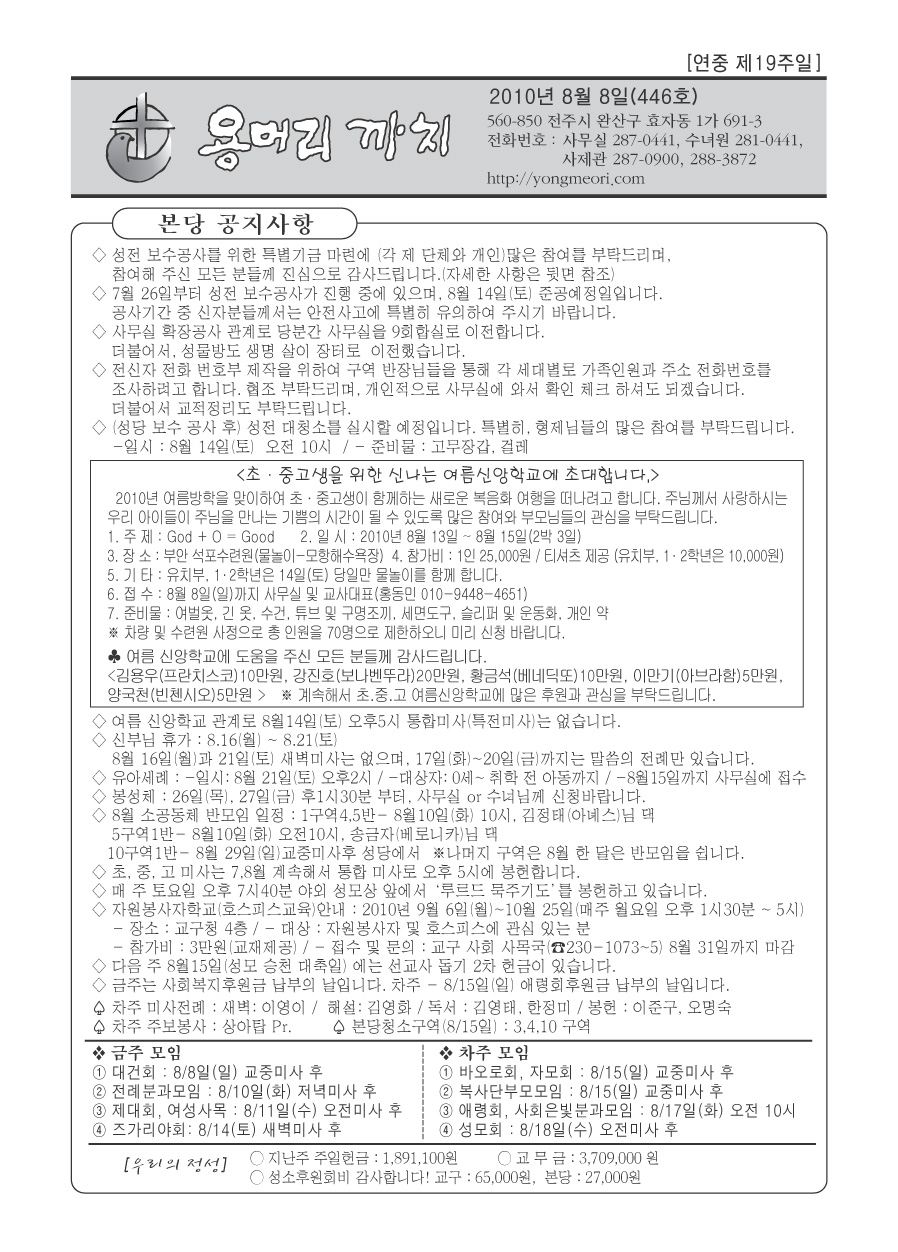 [연중 제19주일]
용머리 까치
2010년 8월 8일(446호)
560-850 전주시 완산구 효자동 1가 691-3
전화번호 : 사무실 287-0441, 수녀원 281-0441,
사제관 287-0900, 288-3872
http://yongmeori.com
본당 공지사항
◇ 성전 보수공사를 위한 특별기금 마련에 (각 제 단체와 개인)많은 참여를 부탁드리며,
참여해 주신 모든 분들께 진심으로 감사드립니다.(자세한 사항은 뒷면 참조)
◇ 7월 26일부터 성전 보수공사가 진행 중에 있으며, 8월 14일(토) 준공예정일입니다.
공사기간 중 신자분들께서는 안전사고에 특별히 유의하여 주시기 바랍니다.
◇ 사무실 확장공사 관계로 당분간 사무실을 9회합실로 이전합니다.
더불어서, 성물방도 생명 살이 장터로 이전했습니다.
◇ 전신자 전화 번호부 제작을 위하여 구역 반장님들을 통해 각 세대별로 가족인원과 주소 전화번호를
조사하려고 합니다. 협조 부탁드리며, 개인적으로 사무실에 와서 확인 체크 하셔도 되겠습니다.
더불어서 교적정리도 부탁드립니다.
◇ (성당 보수 공사 후) 성전 대청소를 실시할 예정입니다. 특별히, 형제님들의 많은 참여를 부탁드립니다.
-일시 : 8월 14일(토) 오전 10시 / - 준비물 : 고무장갑, 걸레
<초 · 중고생을 위한 신나는 여름신앙학교에 초대합니다.>
2010년 여름방학을 맞이하여 초 · 중고생이 함께하는 새로운 복음화 여행을 떠나려고 합니다. 주님께서 사랑하시는
우리 아이들이 주님을 만나는 기쁨의 시간이 될 수 있도록 많은 참여와 부모님들의 관심을 부탁드립니다.
1. 주 제 : God + O = Good 2. 일 시 : 2010년 8월 13일 ~ 8월 15일(2박 3일)
3. 장 소 : 부안 석포수련원(물놀이-모항해수욕장) 4. 참가비 : 1인 25,000원 / 티셔츠 제공 (유치부, 1 · 2학년은 10,000원)
5. 기 타 : 유치부, 1 · 2학년은 14일(토) 당일만 물놀이를 함께 합니다.
6. 접 수 : 8월 8일(일)까지 사무실 및 교사대표(홍동민 010-9448-4651)
7. 준비물 : 여벌옷, 긴 옷, 수건, 튜브 및 구명조끼, 세면도구, 슬리퍼 및 운동화, 개인 약
※ 차량 및 수련원 사정으로 총 인원을 70명으로 제한하오니 미리 신청 바랍니다.
♣ 여름 신앙학교에 도움을 주신 모든 분들께 감사드립니다.
<김용우(프란치스코)10만원, 강진호(보나벤뚜라)20만원, 황금석(베네딕또)10만원, 이만기(아브라함)5만원,
양국천(빈첸시오)5만원 > ※ 계속해서 초.중.고 여름신앙학교에 많은 후원과 관심을 부탁드립니다.
◇ 여름 신앙학교 관계로 8월14일(토) 오후5시 통합미사(특전미사)는 없습니다.
◇ 신부님 휴가 : 8.16(월) ~ 8.21(토)
8월 16일(월)과 21일(토) 새벽미사는 없으며, 17일(화)~20일(금)까지는 말씀의 전례만 있습니다.
◇ 유아세례 : -일시: 8월 21일(토) 오후2시 / -대상자: 0세~ 취학 전 아동까지 / -8월15일까지 사무실에 접수
◇ 봉성체 : 26일(목), 27일(금) 후1시30분 부터, 사무실 or 수녀님께 신청바랍니다.
◇ 8월 소공동체 반모임 일정 : 1구역4,5반- 8월10일(화) 10시, 김정태(아녜스)님 댁
5구역1반- 8월10일(화) 오전10시, 송금자(베로니카)님 댁
10구역1반- 8월 29일(일)교중미사후 성당에서 ※나머지 구역은 8월 한 달은 반모임을 쉽니다.
◇ 초, 중, 고 미사는 7,8월 계속해서 통합 미사로 오후 5시에 봉헌합니다.
◇ 매 주 토요일 오후 7시40분 야외 성모상 앞에서 '루르드 묵주기도'를 봉헌하고 있습니다.
◇ 자원봉사자학교(호스피스교육)안내 : 2010년 9월 6일(월)~10월 25일(매주 월요일 오후 1시30분 ~ 5시)
- 장소 : 교구청 4층 / - 대상 : 자원봉사자 및 호스피스에 관심 있는 분
- 참가비 : 3만원(교재제공) / - 접수 및 문의 : 교구 사회 사목국(☎230-1073~5) 8월 31일까지 마감
◇ 다음 주 8월15일(성모 승천 대축일) 에는 선교사 돕기 2차 헌금이 있습니다.
◇ 금주는 사회복지후원금 납부의 날입니다. 차주 - 8/15일(일) 애령회후원금 납부의 날입니다.
♤ 차주 미사전례 : 새벽: 이영이 / 해설: 김영화 / 독서 : 김영태, 한정미 / 봉헌 : 이준구, 오명숙
♤ 차주 주보봉사 : 상아탑 Pr. ♤ 본당청소구역(8/15일) : 3.4,10 구역
❖ 금주 모임
① 대건회 : 8/8일(일) 교중미사 후
② 전례분과모임 : 8/10일(화) 저녁미사 후
③ 제대회, 여성사목 : 8/11일(수) 오전미사 후
④ 즈가리야회: 8/14(토) 새벽미사 후
❖ 차주 모임
① 바오로회, 자모회 : 8/15(일) 교중미사 후
② 복사단부모모임 : 8/15(일) 교중미사 후
③ 애령회, 사회은빛분과모임 : 8/17일(화) 오전 10시
④ 성모회 : 8/18일(수) 오전미사 후
[우리의 정성] ○ 지난주 주일헌금 : 1,891,100원 ○ 교 무 금 : 3,709,000 원
○ 성소후원회비 감사합니다! 교구 : 65,000원, 본당 : 27,000원